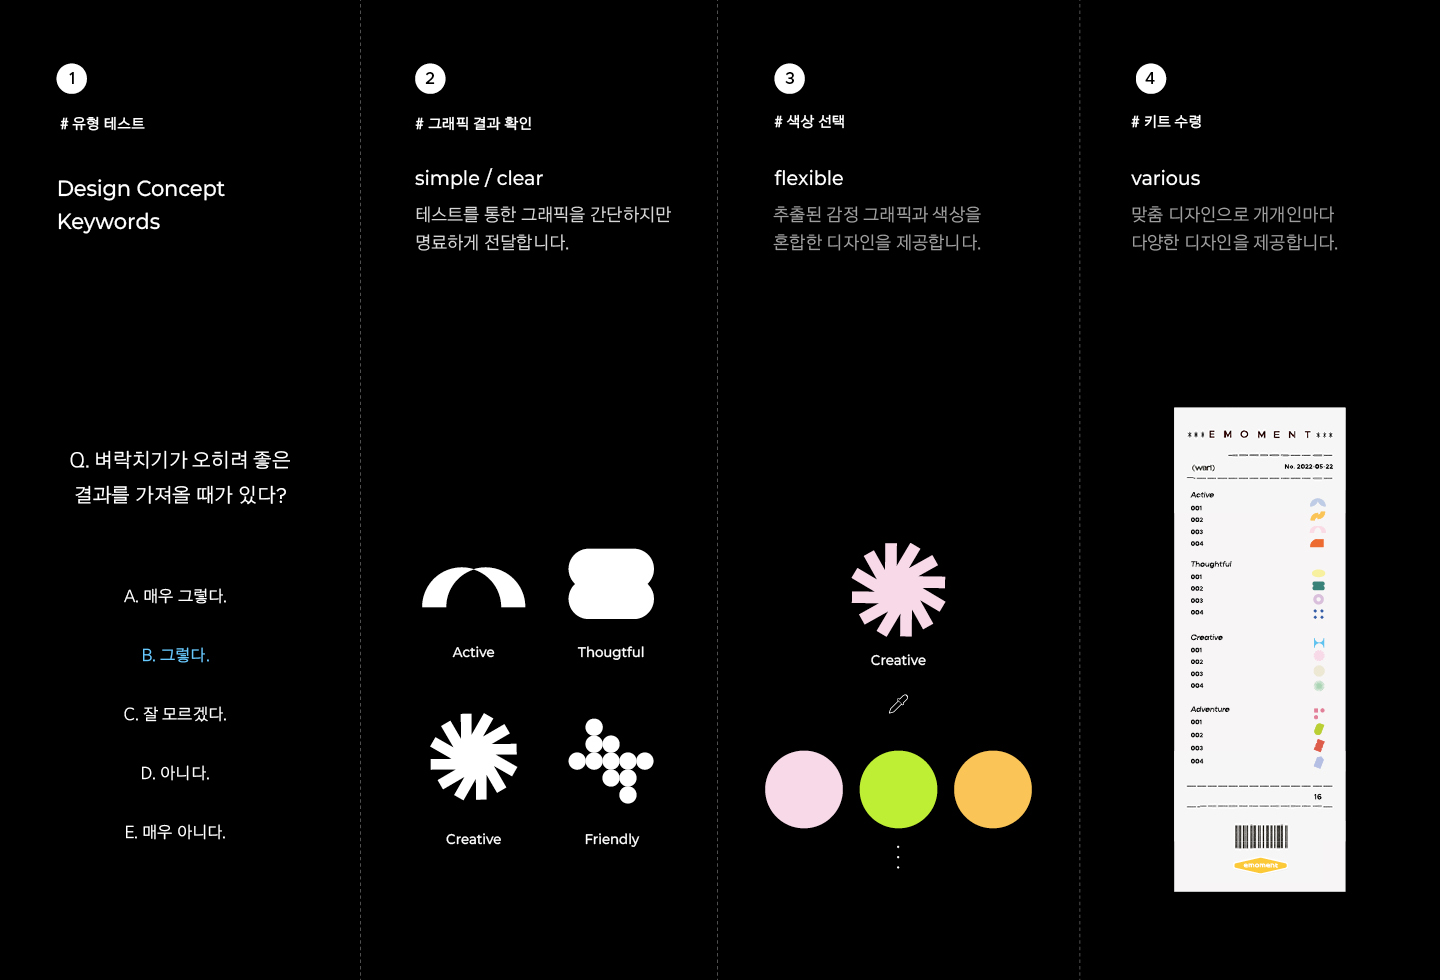 1
# 유형 테스트
Design Concept
Keywords
Q. 벼락치기가 오히려 좋은
결과를 가져올 때가 있다?
A. 매우 그렇다.
B. 그렇다.
C. 잘 모르겠다.
D. 아니다.
E. 매우 아니다.
2
# 그래픽 결과 확인
simple / clear
테스트를 통한 그래픽을 간단하지만
명료하게 전달합니다.
Active
Thougtful
Creative
Friendly
3
# 색상 선택
flexible
추출된 감정 그래픽과 색상을
혼합한 디자인을 제공합니다.
Creative
4
# 키트 수령
various
맞춤 디자인으로 개개인마다
다양한 디자인을 제공합니다.
***EMOMENT***
No. 2022-05-22
Active
001
002
003
004
Thoughtful
001
002
003
004
Creative
001
002
003
004
Adventure
001
002
003
004
16
emoment